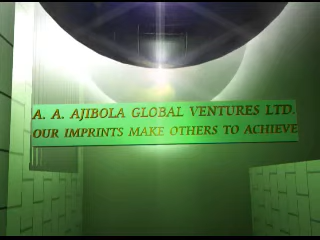 A. A. AJIBOLA GLOBAL VENTURES LTD.
OUR IMPRINTS MAKE OTHERS TO ACHIEVE